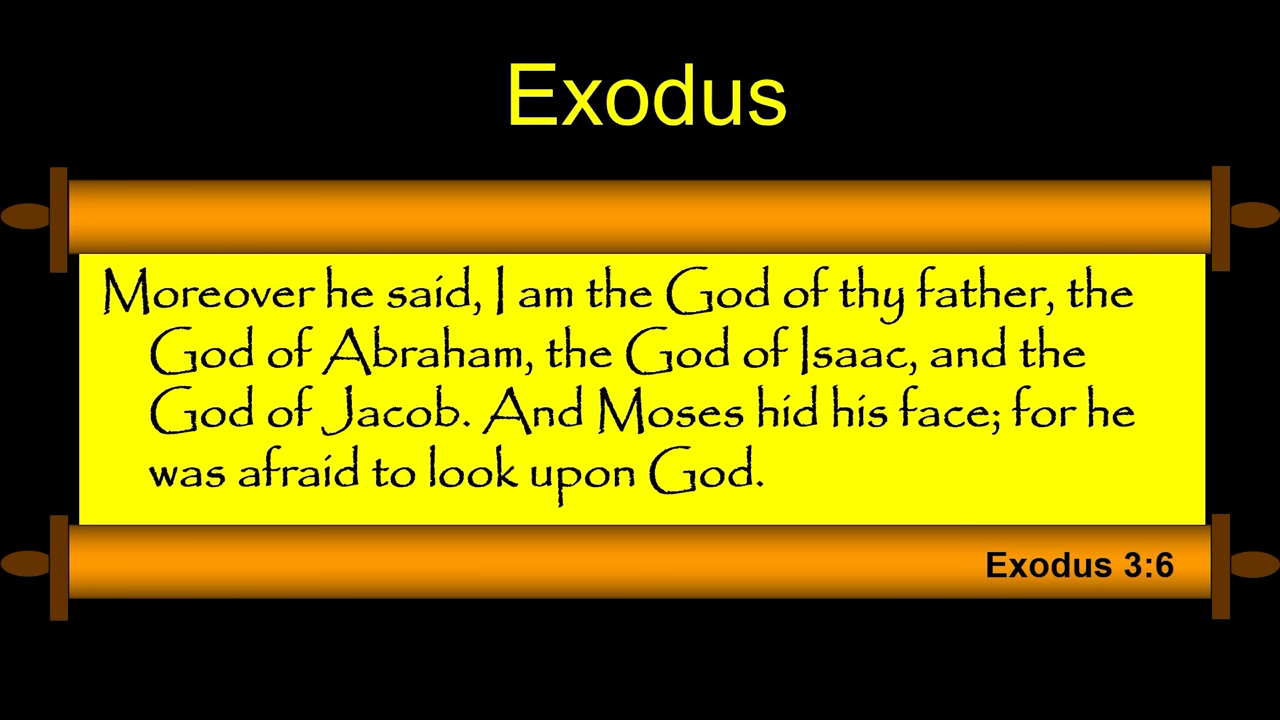 Exodus
Moreover he said, I am the God of thy father, the
God of Abraham, the God of Isaac, and the
God of Jacob. And Moses hid his face; for he
was afraid to look upon God.
Exodus 3:6